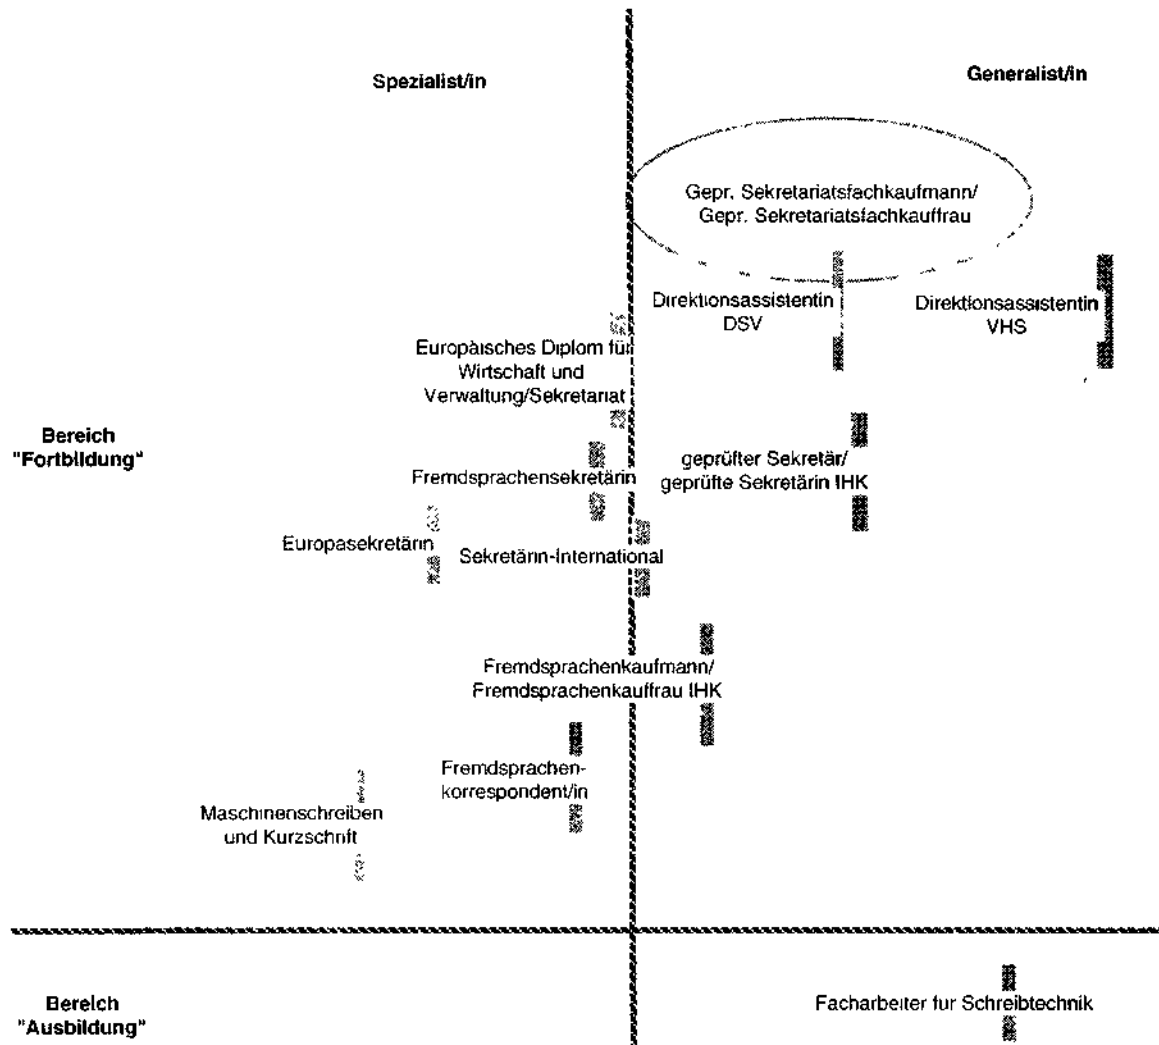 Spezialist/in
Generalist/in
Gepr. Sekretariatsfachkaufmann/
Gepr. Sekretariatsfachkauffrau
Direktionsassistentin
DSV
Direktionsassistentin
VHS
Europäisches Diplom für
Wirtschaft und
Verwaltung/Sekretariat
Bereich
"Fortbildung"
Fremdsprachensekretärin
geprüfter Sekretär/
geprüfte Sekretärin IHK
Europasekretärin
Sekretärin-International
Fremdsprachenkaufmann/
Fremdsprachenkauffrau IHK
Fremdsprachen-
korrespondent/in
Maschinenschreiben
und Kurzschrift
Bereich
"Ausbildung"
Facharbeiter für Schreibtechnik